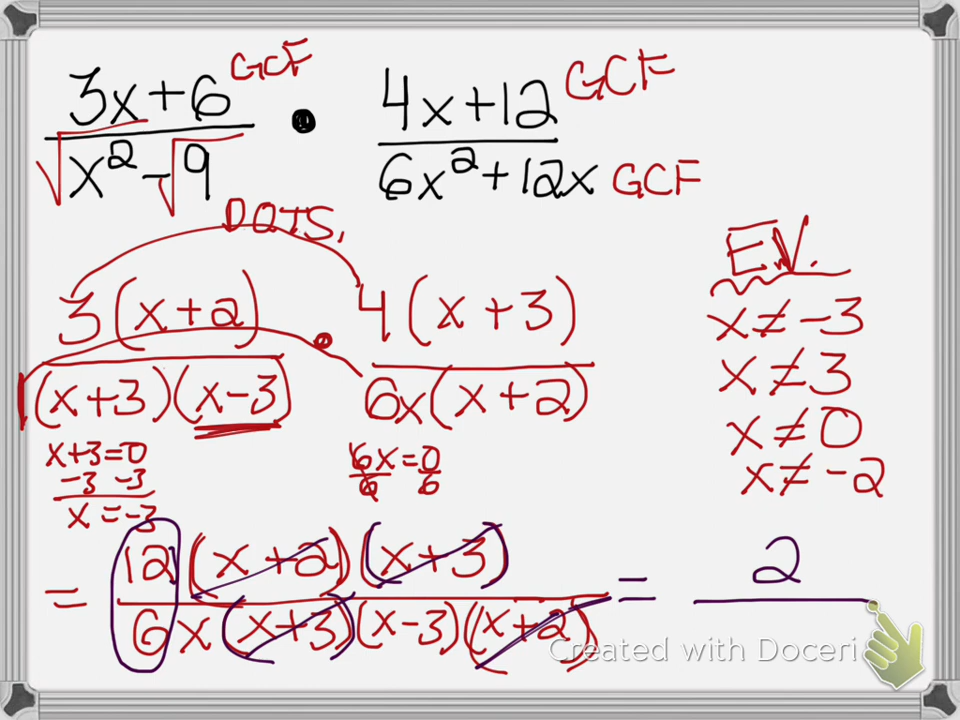 3x+6 GCF • 4x+12 GCF
√x² - √9 6x²+12x GCF
D.O.T.S.
E.V.
3(x+2) • 4(x+3)
(x+3)(x-3) 6x(x+2)
x≠-3
x≠3
x≠0
x≠-2
x+3=0
-3 -3
x=-3
6x=0
6 6
= 12(x+2)(x+3) = 2
6x(x+3)(x-3)(x+2)
Created with Doceri